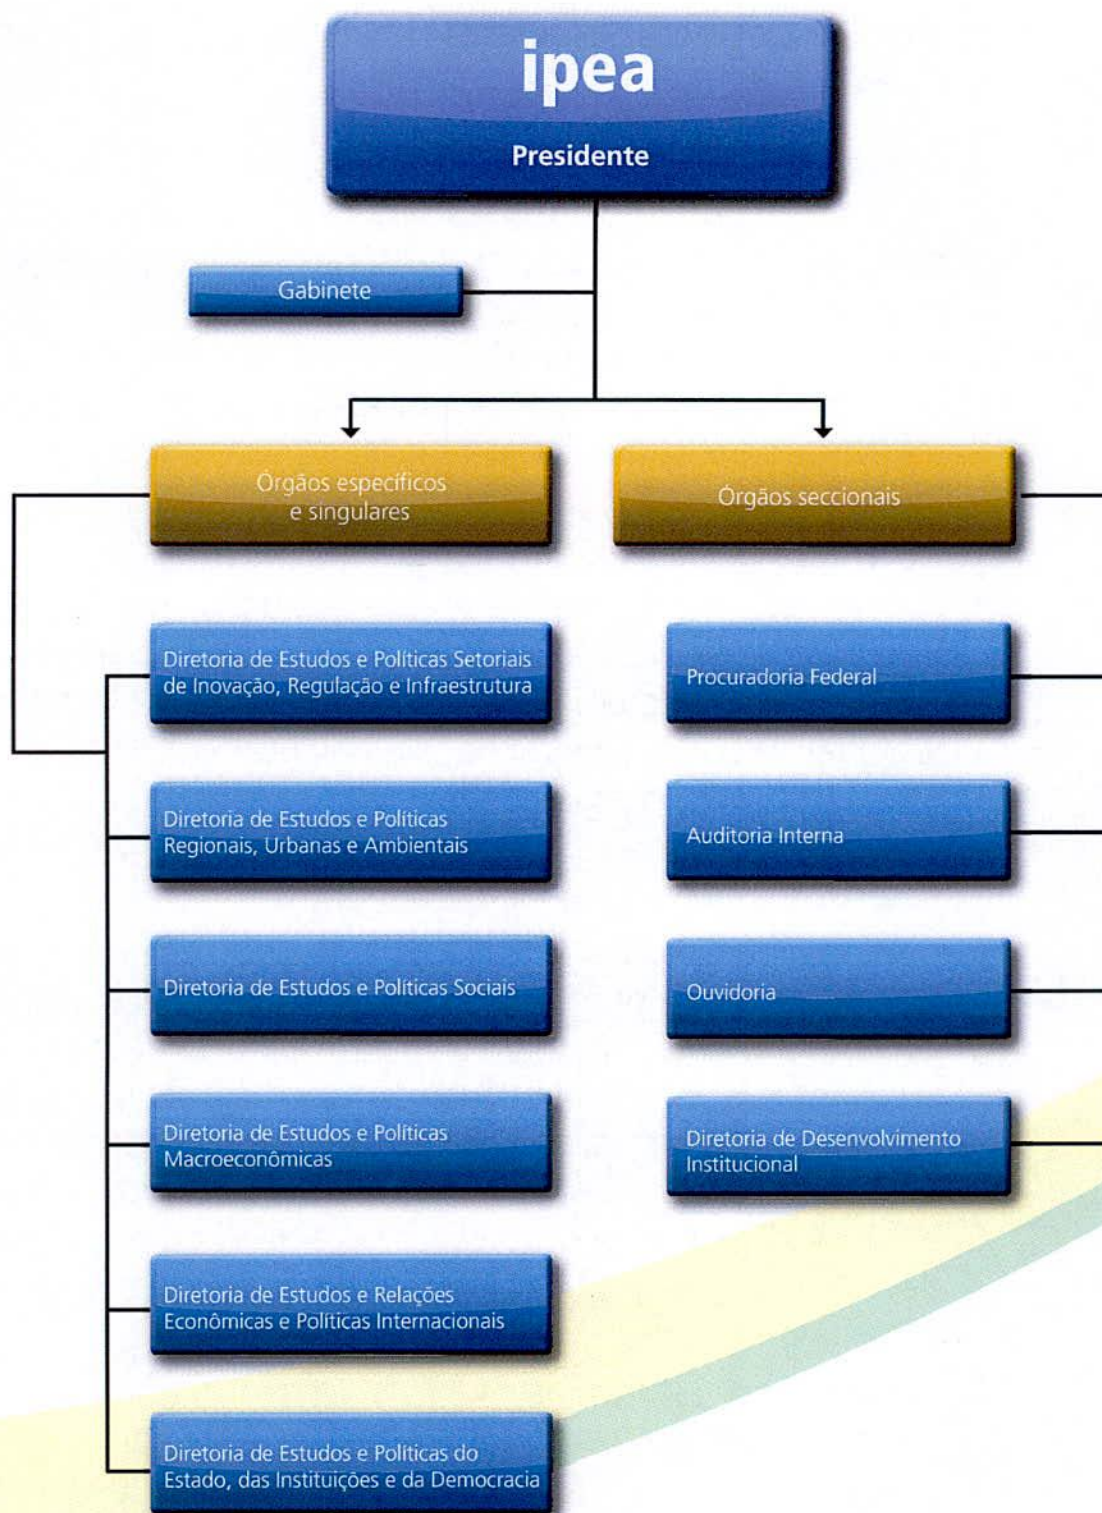 ipea
Presidente
Gabinete
Órgãos específicos
e singulares
Órgãos seccionais
Diretoria de Estudos e Políticas Setoriais
de Inovação, Regulação e Infraestrutura
Procuradoria Federal
Diretoria de Estudos e Políticas
Regionais, Urbanas e Ambientais
Auditoria Interna
Diretoria de Estudos e Políticas Sociais
Ouvidoria
Diretoria de Estudos e Políticas
Macroeconômicas
Diretoria de Desenvolvimento
Institucional
Diretoria de Estudos e Relações
Econômicas e Políticas Internacionais
Diretoria de Estudos e Políticas do
Estado, das Instituições e da Democracia